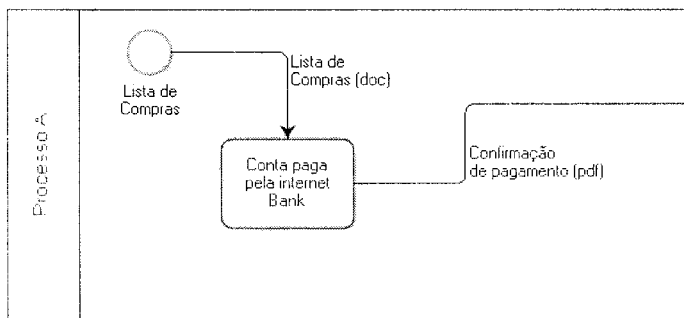 Processo A
Lista de
Compras
Lista de
Compras (doc)
Conta paga
pela internet
Bank
Confirmação
de pagamento (pdf)